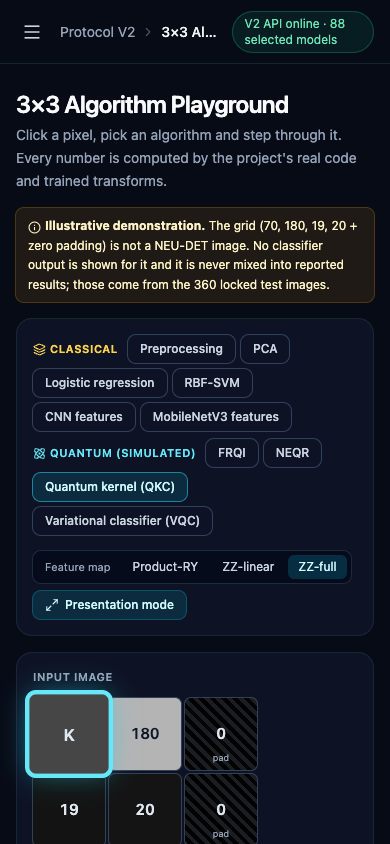 Protocol V2 › 3×3 Al...
V2 API online · 88
selected models
3×3 Algorithm Playground
Click a pixel, pick an algorithm and step through it.
Every number is computed by the project's real code
and trained transforms.
Illustrative demonstration. The grid (70, 180, 19, 20 +
zero padding) is not a NEU-DET image. No classifier
output is shown for it and it is never mixed into reported
results; those come from the 360 locked test images.
CLASSICAL Preprocessing PCA
Logistic regression RBF-SVM
CNN features MobileNetV3 features
QUANTUM (SIMULATED) FRQI NEQR
Quantum kernel (QKC)
Variational classifier (VQC)
Feature map Product-RY ZZ-linear ZZ-full
Presentation mode
INPUT IMAGE
K 180 0
pad
19 20 0
pad